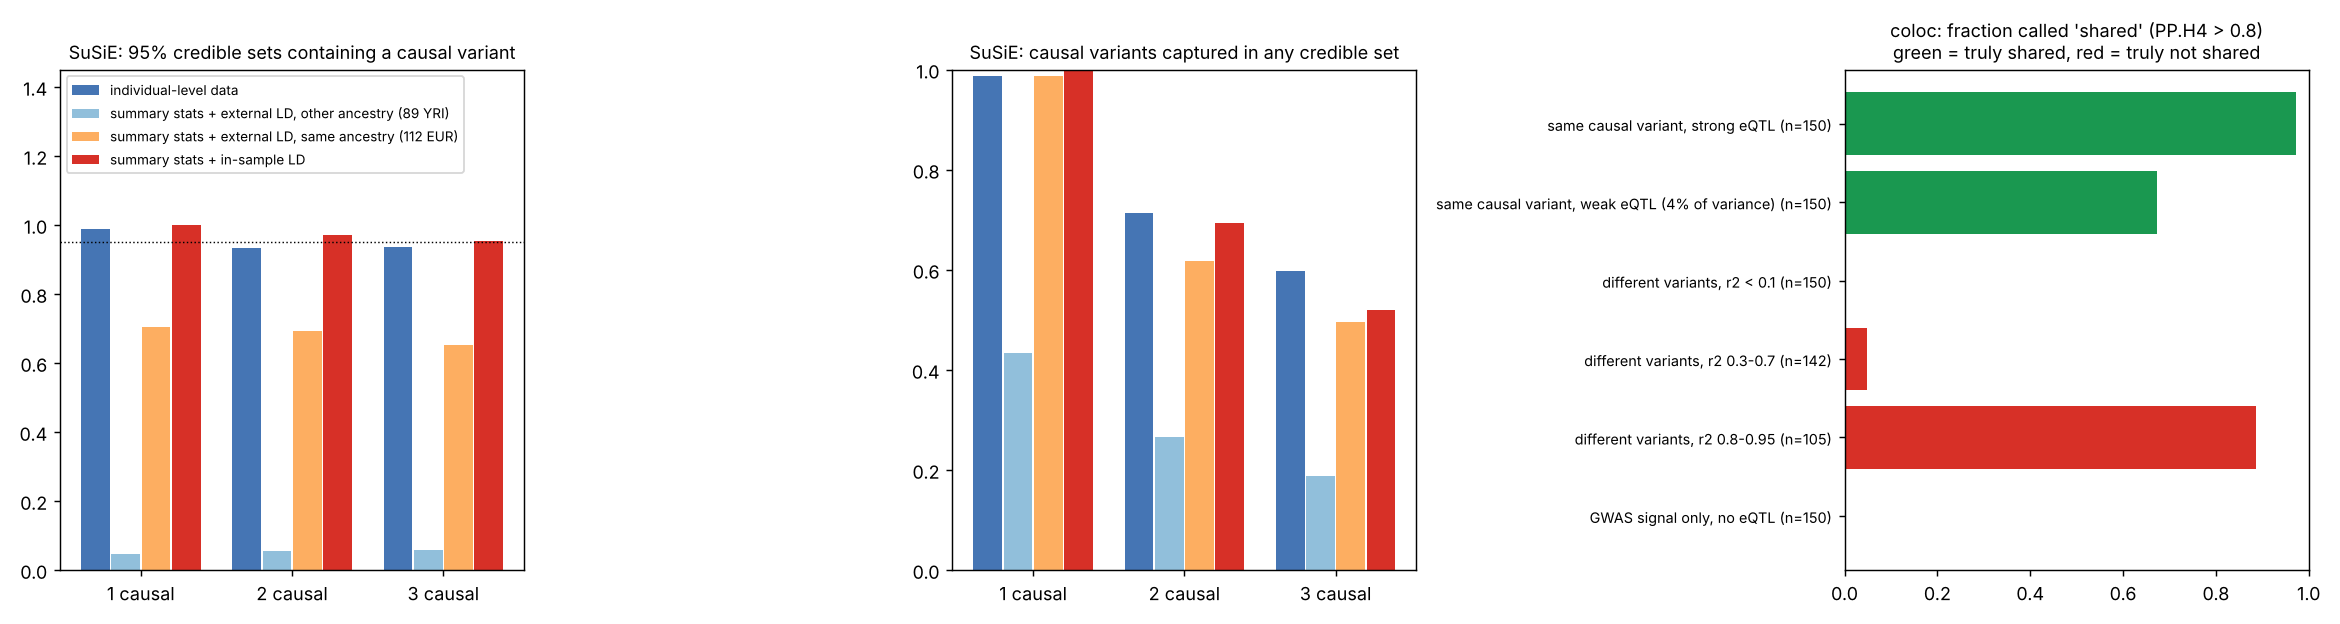 SuSiE: 95% credible sets containing a causal variant
1.4
1.2
1.0
0.8
0.6
0.4
0.2
0.0
individual-level data
summary stats + external LD, other ancestry (89 YRI)
summary stats + external LD, same ancestry (112 EUR)
summary stats + in-sample LD
1 causal
2 causal
3 causal
SuSiE: causal variants captured in any credible set
1.0
0.8
0.6
0.4
0.2
0.0
1 causal
2 causal
3 causal
coloc: fraction called 'shared' (PP.H4 > 0.8)
green = truly shared, red = truly not shared
same causal variant, strong eQTL (n=150)
same causal variant, weak eQTL (4% of variance) (n=150)
different variants, r2 < 0.1 (n=150)
different variants, r2 0.3-0.7 (n=142)
different variants, r2 0.8-0.95 (n=105)
GWAS signal only, no eQTL (n=150)
0.0
0.2
0.4
0.6
0.8
1.0